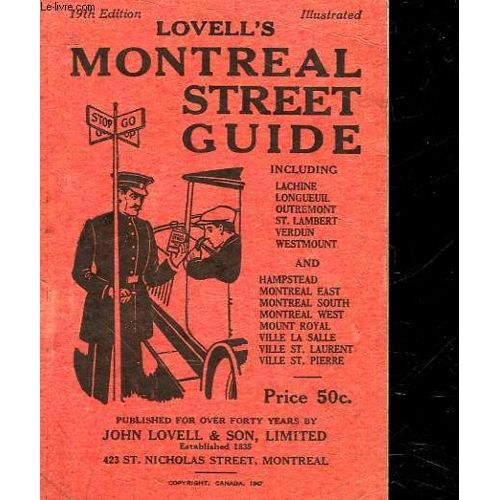 © www.le-livre.com
19th Edition Illustrated
LOVELL'S
MONTREAL
STREET
GUIDE
STOP GO
INCLUDING
LACHINE
LONGUEUIL
OUTREMONT
ST. LAMBERT
VERDUN
WESTMOUNT
AND
HAMPSTEAD
MONTREAL EAST
MONTREAL SOUTH
MONTREAL WEST
MOUNT ROYAL
VILLE LA SALLE
VILLE ST. LAURENT
VILLE ST. PIERRE
Price 50c.
PUBLISHED FOR OVER FORTY YEARS BY
JOHN LOVELL & SON, LIMITED
Established 1835
423 ST. NICHOLAS STREET, MONTREAL
COPYRIGHT, CANADA, 1947